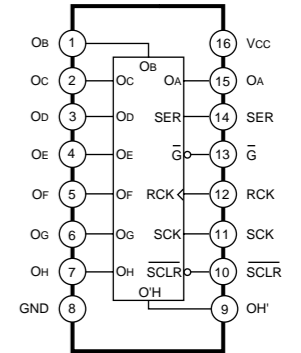 OB 1 OB 16 VCC
OC 2 OC OA 15 OA
OD 3 OD SER 14 SER
OE 4 OE G̅ 13 G̅
OF 5 OF RCK 12 RCK
OG 6 OG SCK 11 SCK
OH 7 OH S̅C̅L̅R̅ 10 S̅C̅L̅R̅
GND 8 O'H 9 OH'